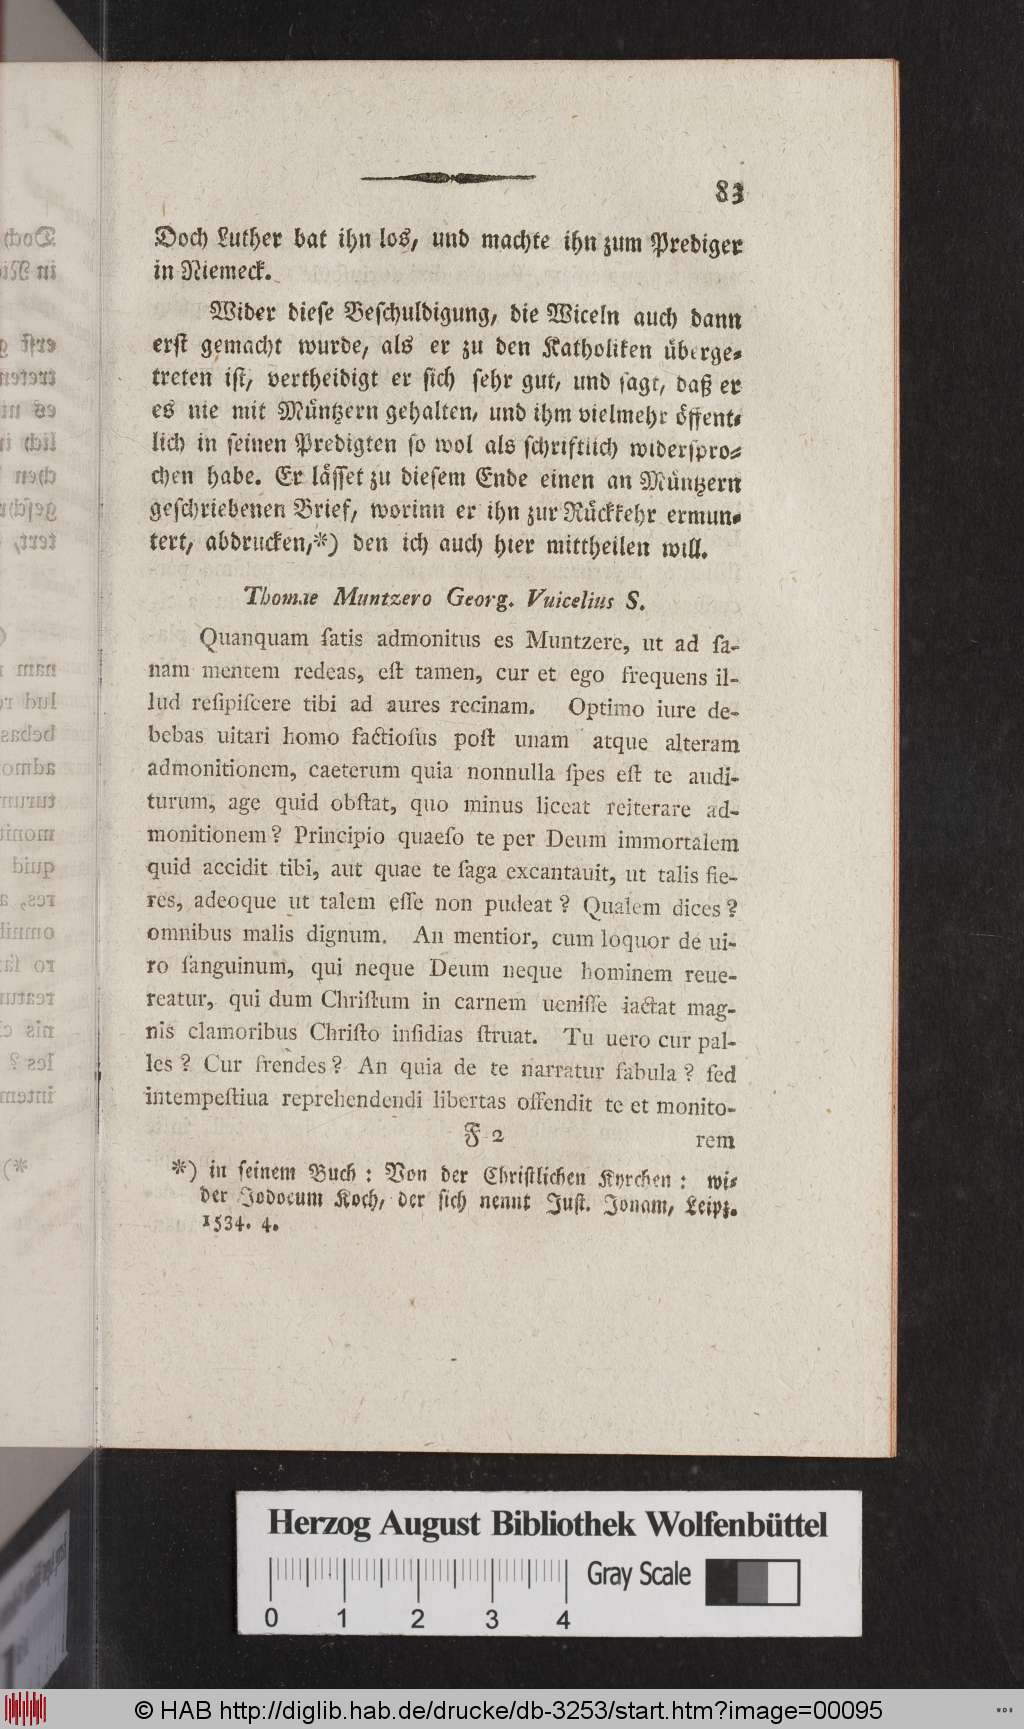 83
Doch Luther bat ihn los, und machte ihn zum Prediger
in Niemeck.
Wider diese Beschuldigung, die Wiceln auch dann
erst gemacht wurde, als er zu den Katholiken überge-
treten ist, vertheidigt er sich sehr gut, und sagt, daß er
es nie mit Müntzern gehalten, und ihm vielmehr öffent-
lich in seinen Predigten so wol als schriftlich widerspro-
chen habe. Er lässet zu diesem Ende einen an Müntzern
geschriebenen Brief, worinn er ihn zur Rückkehr ermun-
tert, abdrucken,*) den ich auch hier mittheilen will.
Thomae Muntzero Georg. Vuicelius S.
Quanquam ſatis admonitus es Muntzere, ut ad ſa-
nam mentem redeas, eſt tamen, cur et ego frequens il-
lud reſipiſcere tibi ad aures recinam. Optimo iure de-
bebas uitari homo factioſus poſt unam atque alteram
admonitionem, caeterum quia nonnulla ſpes eſt te audi-
turum, age quid obſtat, quo minus liceat reiterare ad-
monitionem? Principio quaeſo te per Deum immortalem
quid accidit tibi, aut quae te ſaga excantauit, ut talis fie-
res, adeoque ut talem eſſe non pudeat? Qualem dices?
omnibus malis dignum. An mentior, cum loquor de ui-
ro ſanguinum, qui neque Deum neque hominem reue-
reatur, qui dum Chriſtum in carnem ueniſſe iactat mag-
nis clamoribus Chriſto inſidias ſtruat. Tu uero cur pal-
les? Cur frendes? An quia de te narratur fabula? ſed
intempeſtiua reprehendendi libertas offendit te et monito-
F 2 rem
*) in seinem Buch: Von der Christlichen Kyrchen: wi-
der Jodocum Koch, der sich nennt Just. Jonam, Leipz.
1534. 4.
Herzog August Bibliothek Wolfenbüttel
Gray Scale
0 1 2 3 4
© HAB http://diglib.hab.de/drucke/db-3253/start.htm?image=00095